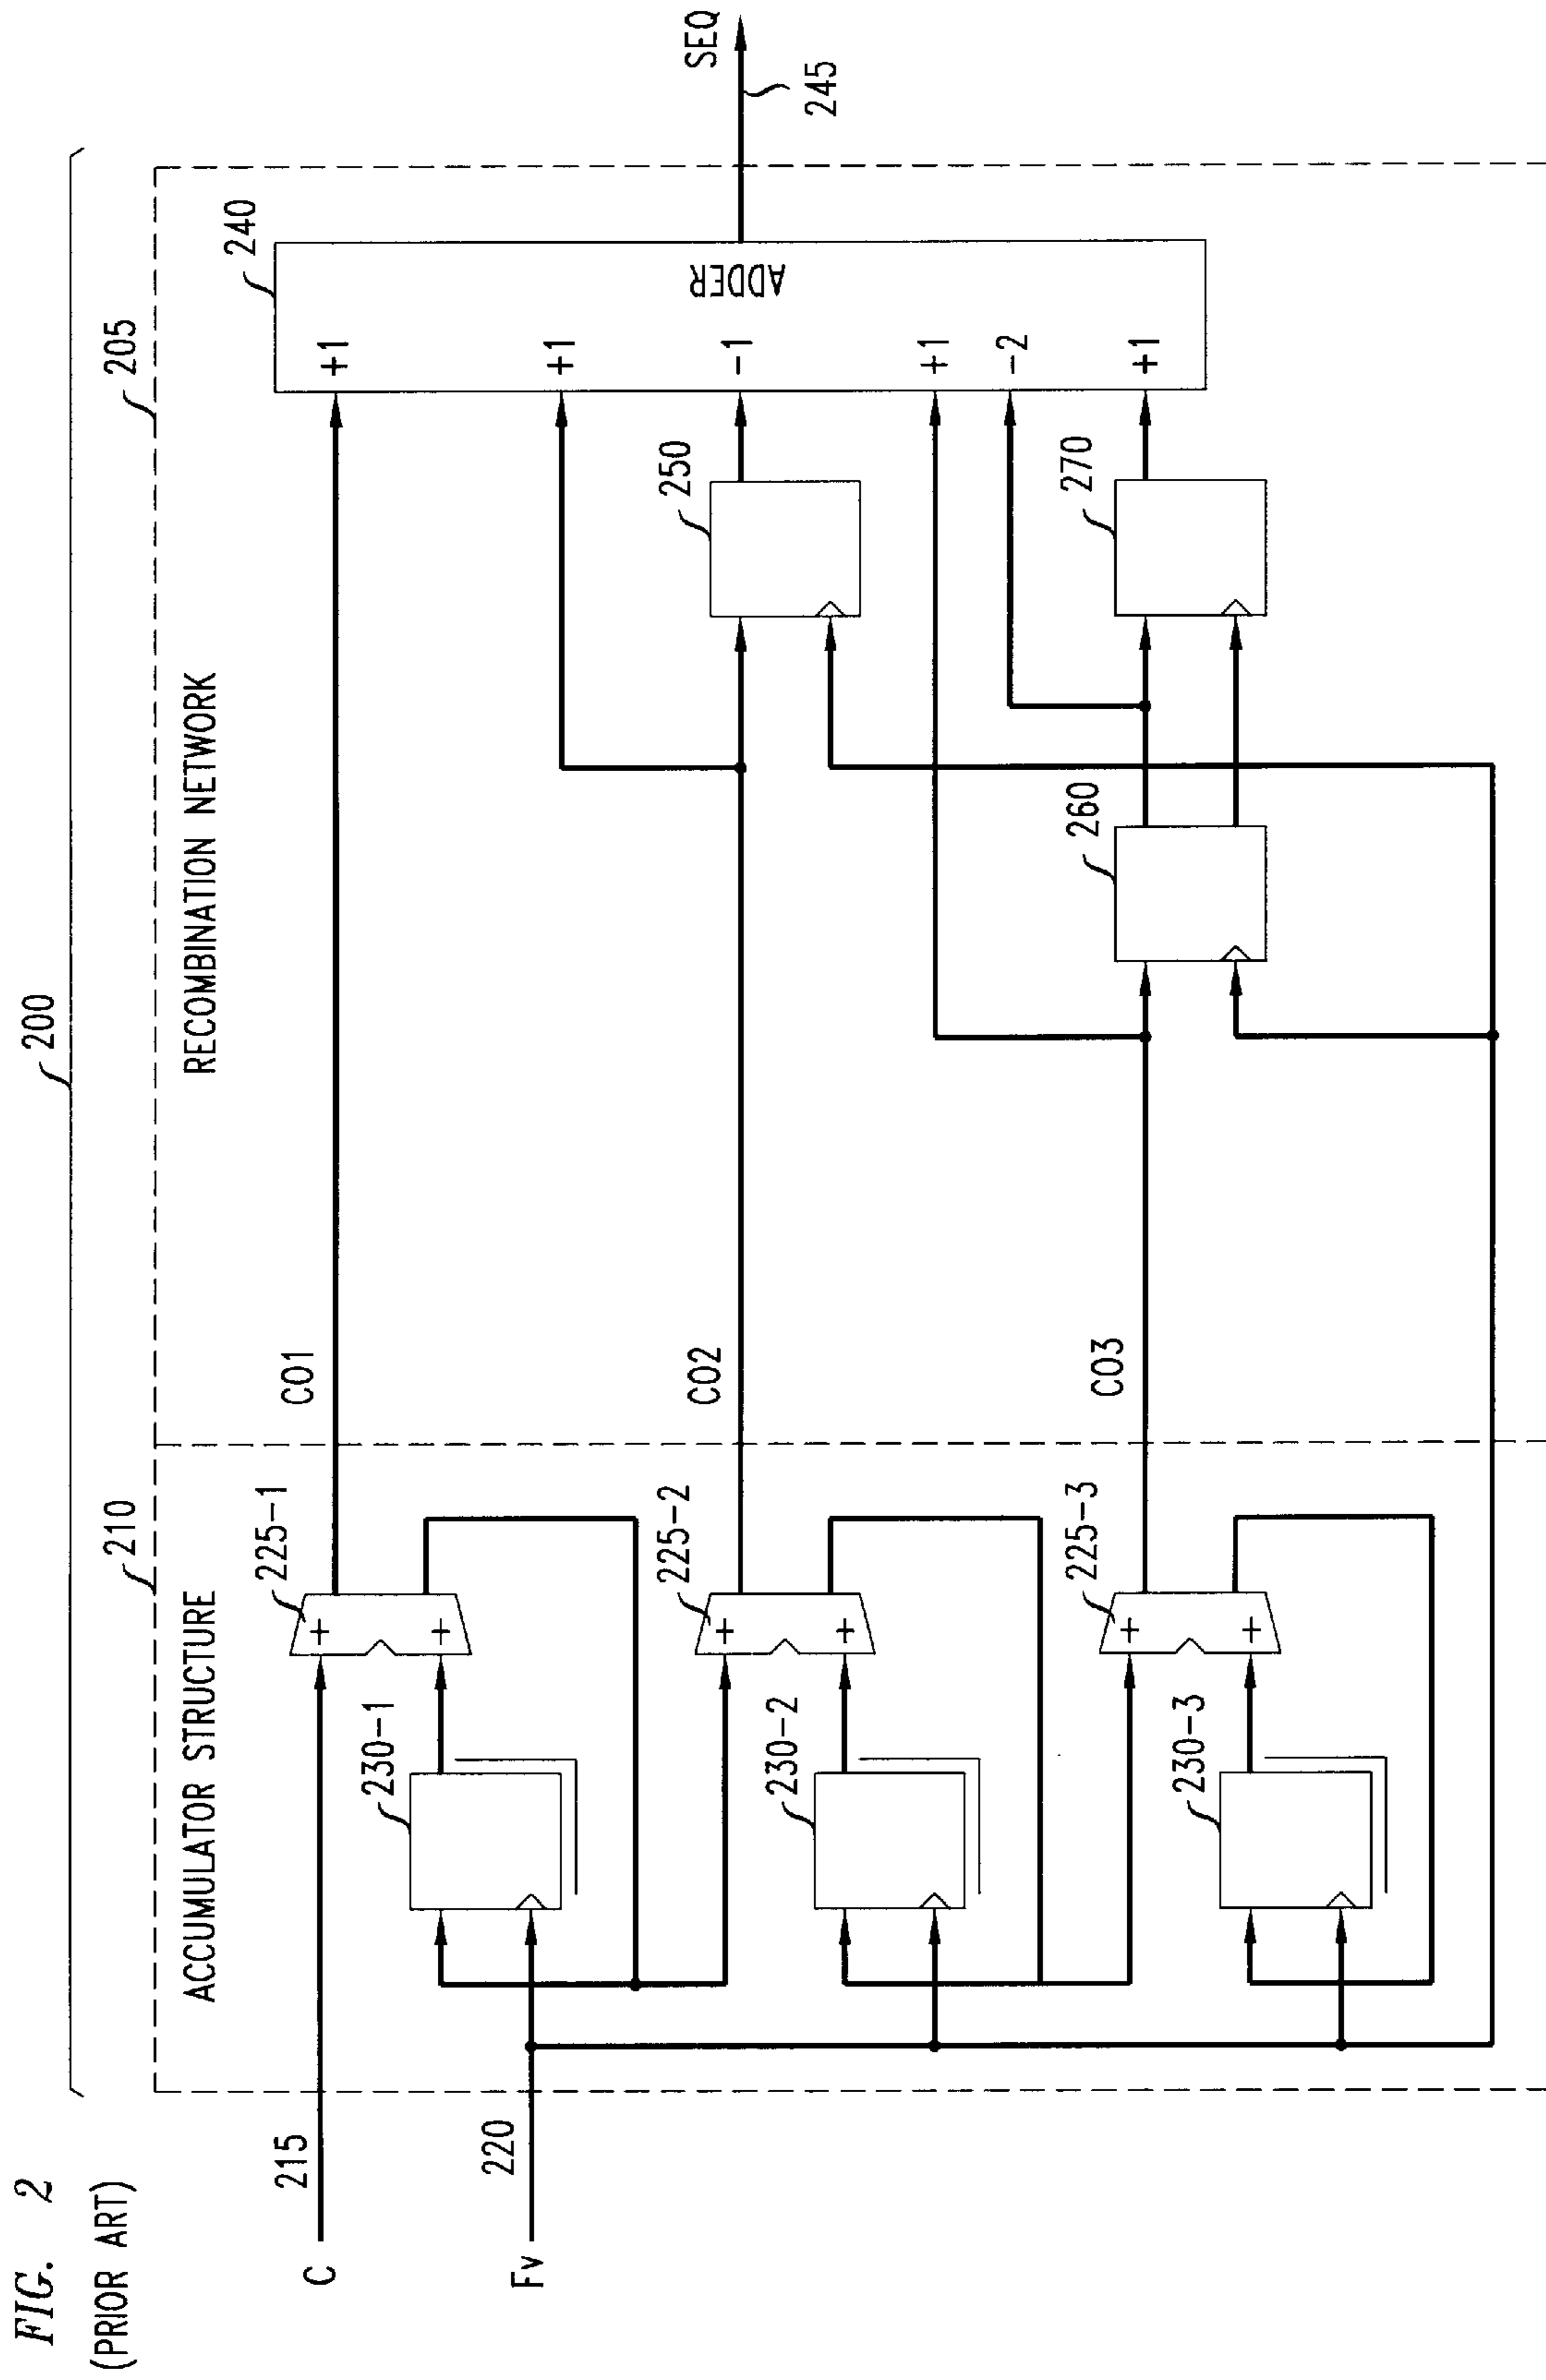 FIG. 2
(PRIOR ART)
200
210
205
ACCUMULATOR STRUCTURE
RECOMBINATION NETWORK
C
215
225-1
CO1
+
+
230-1
Fv
220
225-2
CO2
+
+
230-2
225-3
CO3
+
+
230-3
250
260
270
240
+1
+1
-1
+1
-2
+1
ADDER
SEQ
245